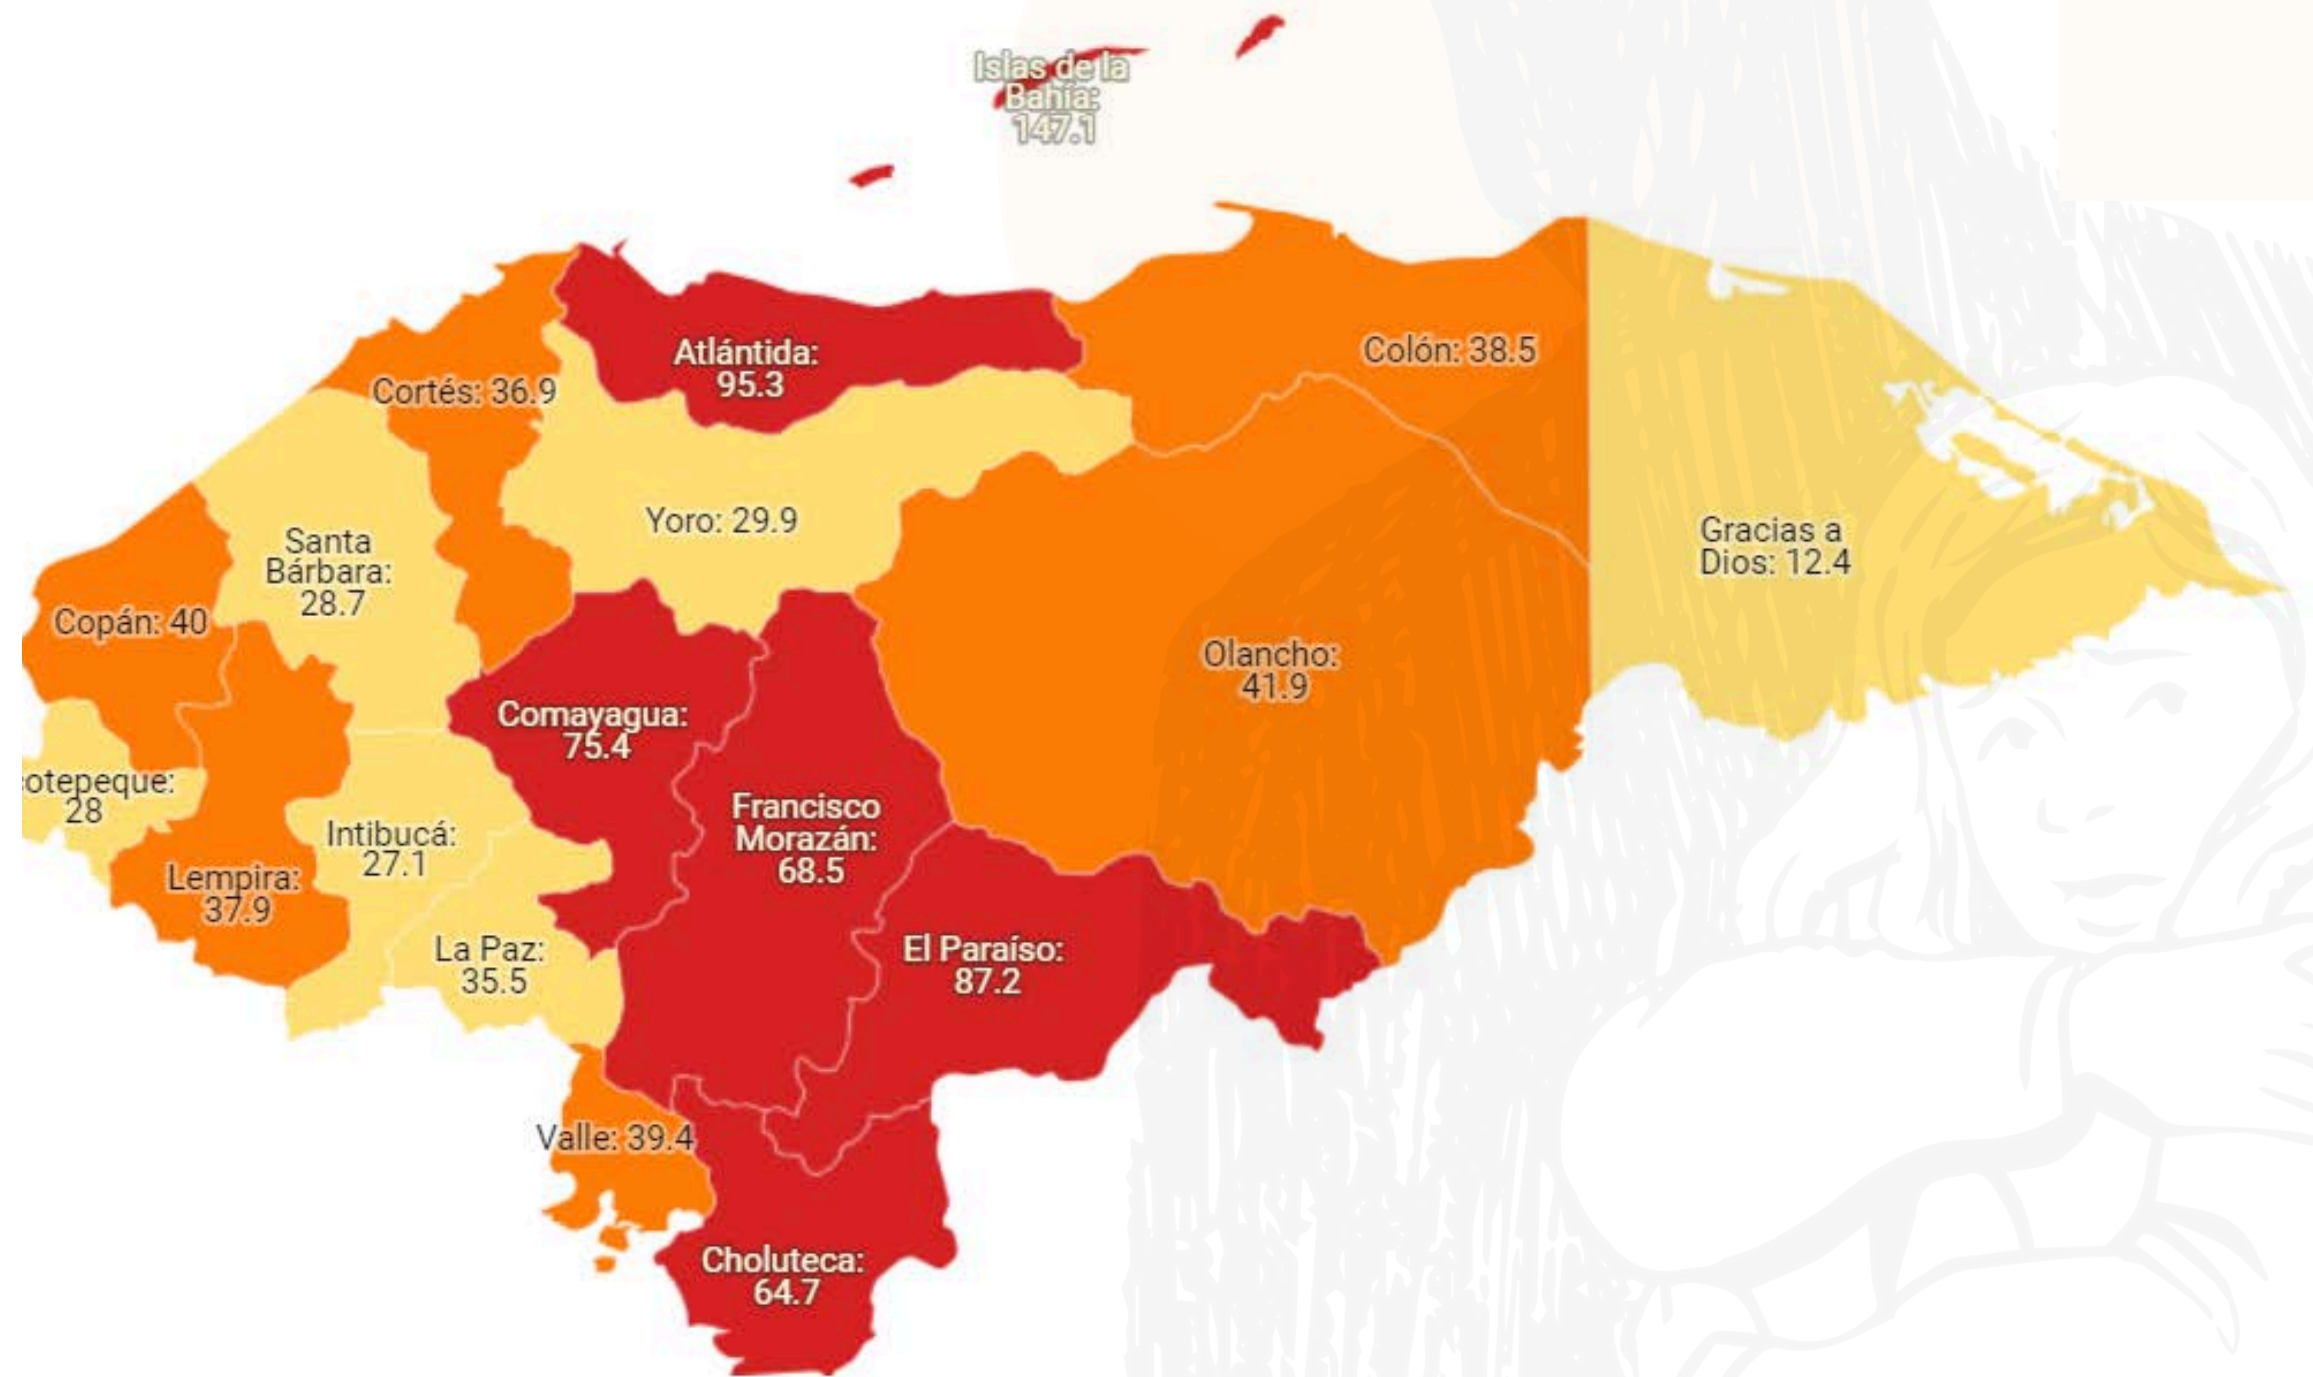 Islas de la
Bahía:
147.1
Atlántida:
95.3
Colón: 38.5
Cortés: 36.9
Yoro: 29.9
Santa
Bárbara:
28.7
Gracias a
Dios: 12.4
Copán: 40
Olancho:
41.9
Comayagua:
75.4
otepeque:
28
Francisco
Morazán:
68.5
Intibucá:
27.1
Lempira:
37.9
La Paz:
35.5
El Paraíso:
87.2
Valle: 39.4
Choluteca:
64.7